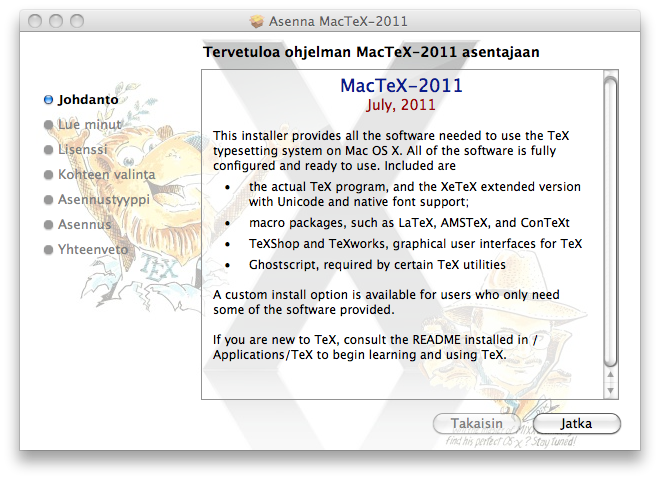 Asenna MacTeX-2011
Tervetuloa ohjelman MacTeX-2011 asentajaan
Johdanto
Lue minut
Lisenssi
Kohteen valinta
Asennustyyppi
Asennus
Yhteenveto
TEX
MacTeX-2011
July, 2011
This installer provides all the software needed to use the TeX
typesetting system on Mac OS X. All of the software is fully
configured and ready to use. Included are
• the actual TeX program, and the XeTeX extended version
with Unicode and native font support;
• macro packages, such as LaTeX, AMSTeX, and ConTeXt
• TeXShop and TeXworks, graphical user interfaces for TeX
• Ghostscript, required by certain TeX utilities
A custom install option is available for users who only need
some of the software provided.
If you are new to TeX, consult the README installed in /
Applications/TeX to begin learning and using TeX.
Takaisin
Jatka
find his perfect OS-X? Stay tuned!